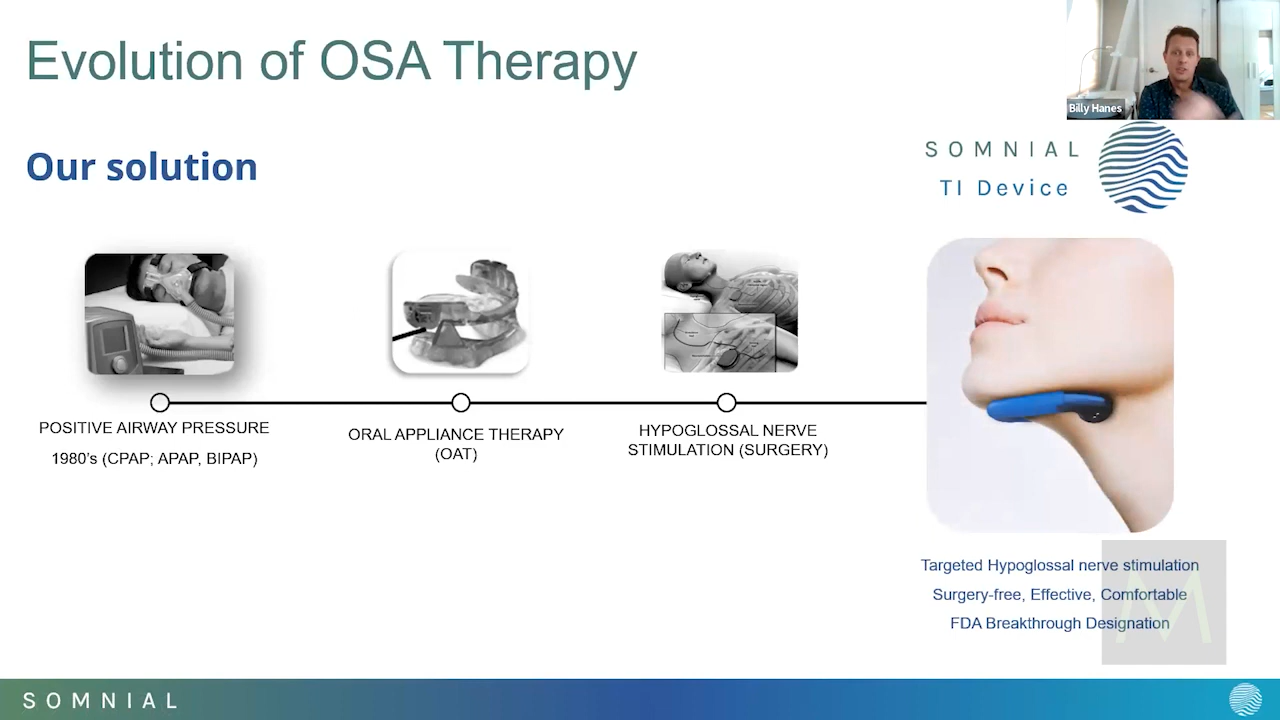 Evolution of OSA Therapy
Billy Hanes
Our solution
SOMNIAL
TI Device
POSITIVE AIRWAY PRESSURE
1980's (CPAP; APAP, BIPAP)
ORAL APPLIANCE THERAPY
(OAT)
HYPOGLOSSAL NERVE
STIMULATION (SURGERY)
Targeted Hypoglossal nerve stimulation
Surgery-free, Effective, Comfortable
FDA Breakthrough Designation
M
SOMNIAL